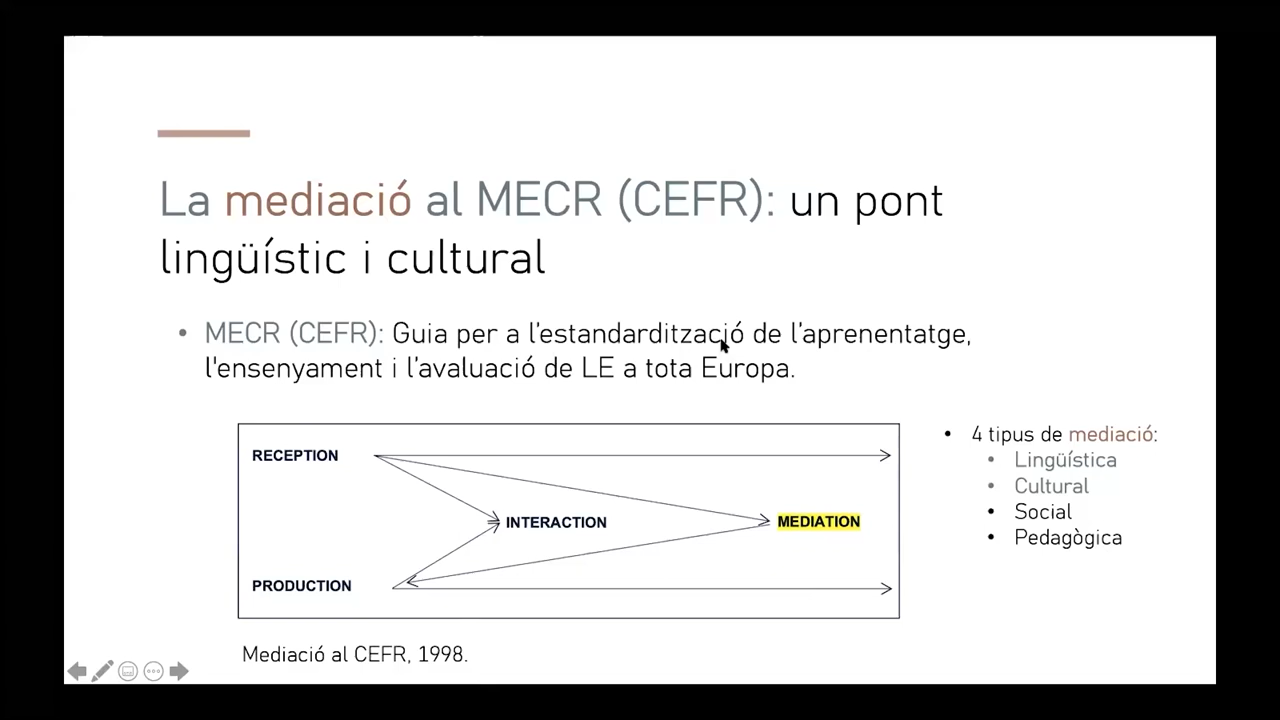 La mediació al MECR (CEFR): un pont
lingüístic i cultural
• MECR (CEFR): Guia per a l'estandardització de l'aprenentatge,
l'ensenyament i l'avaluació de LE a tota Europa.
RECEPTION
INTERACTION
MEDIATION
PRODUCTION
Mediació al CEFR, 1998.
• 4 tipus de mediació:
• Lingüística
• Cultural
• Social
• Pedagògica